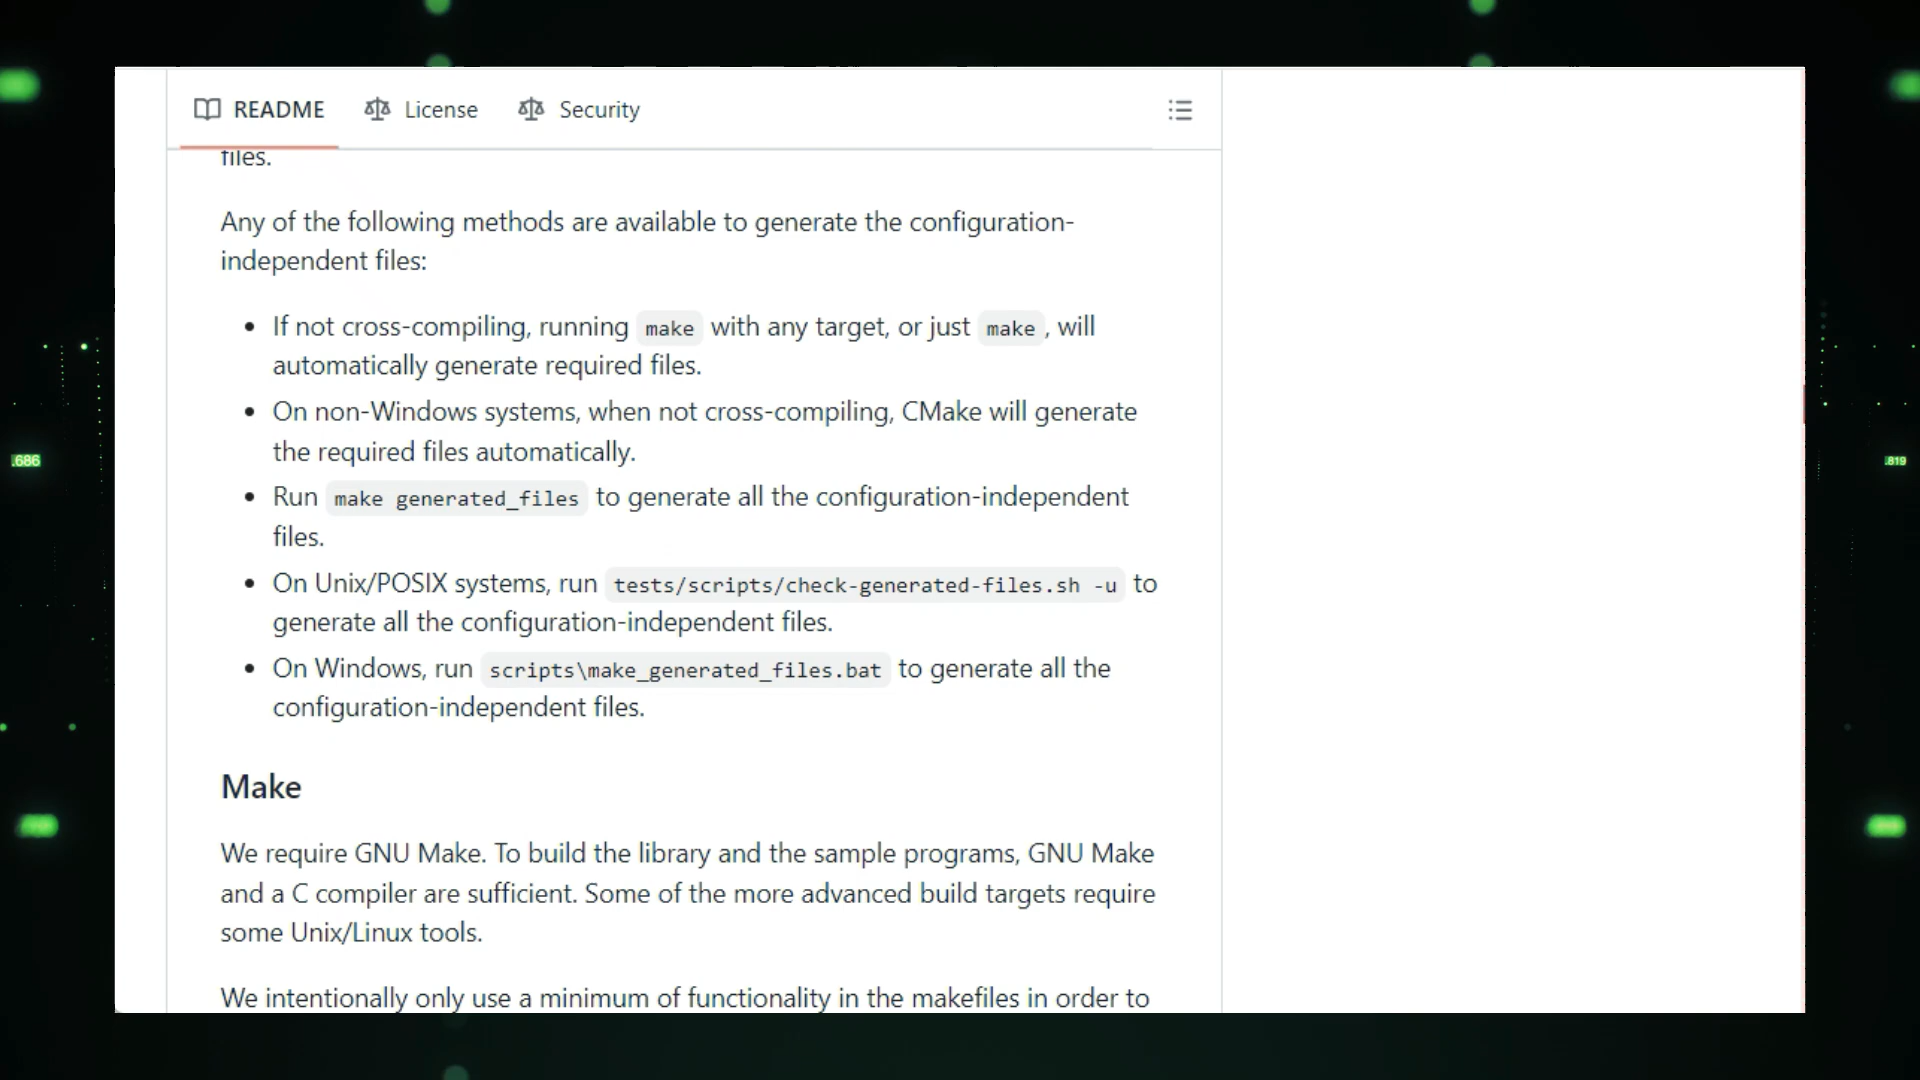 README License Security
files.
Any of the following methods are available to generate the configuration-
independent files:
• If not cross-compiling, running make with any target, or just make, will
automatically generate required files.
• On non-Windows systems, when not cross-compiling, CMake will generate
the required files automatically.
• Run make generated_files to generate all the configuration-independent
files.
• On Unix/POSIX systems, run tests/scripts/check-generated-files.sh -u to
generate all the configuration-independent files.
• On Windows, run scripts\make_generated_files.bat to generate all the
configuration-independent files.
Make
We require GNU Make. To build the library and the sample programs, GNU Make
and a C compiler are sufficient. Some of the more advanced build targets require
some Unix/Linux tools.
We intentionally only use a minimum of functionality in the makefiles in order to
.686
.819